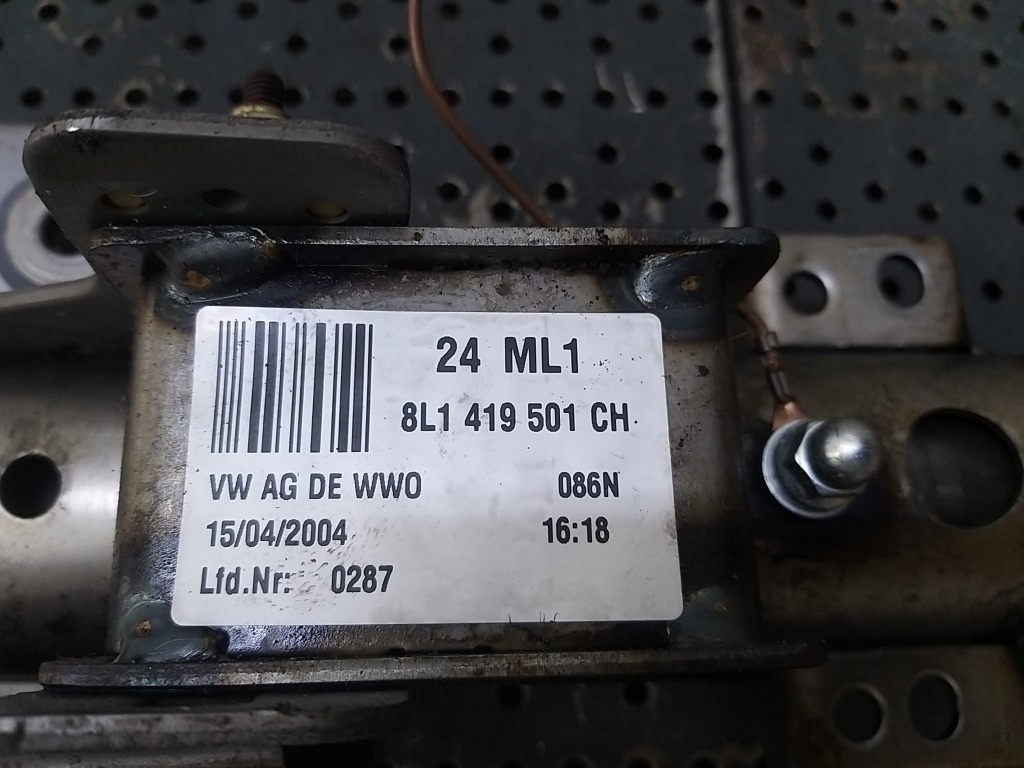 24 ML1
8L1 419 501 CH
VW AG DE WWO 086N
15/04/2004 16:18
Lfd.Nr: 0287